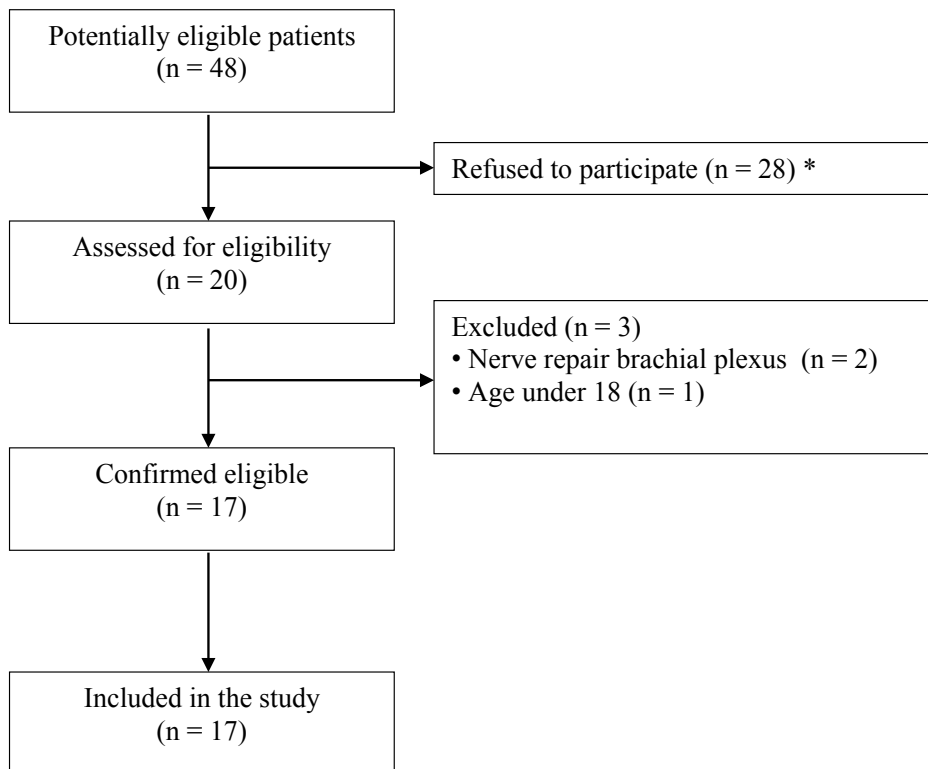 Potentially eligible patients
(n = 48)
Refused to participate (n = 28) *
Assessed for eligibility
(n = 20)
Excluded (n = 3)
• Nerve repair brachial plexus (n = 2)
• Age under 18 (n = 1)
Confirmed eligible
(n = 17)
Included in the study
(n = 17)